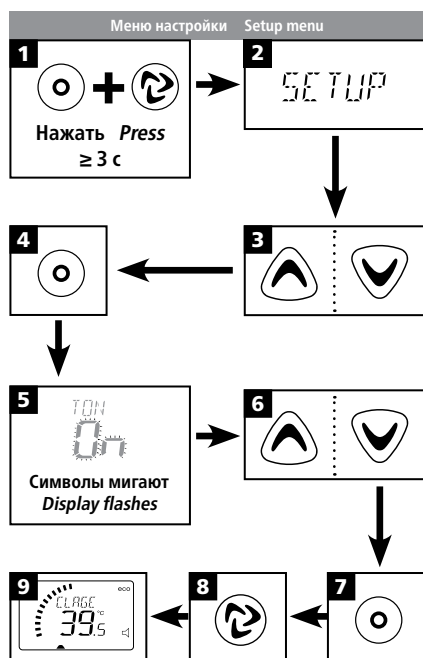 Меню настройки Setup menu
1
2
Нажать Press
≥ 3 с
SETUP
4
3
5
TON
On
Символы мигают
Display flashes
6
9
CLAGE
eco
39.5 °C
8
7